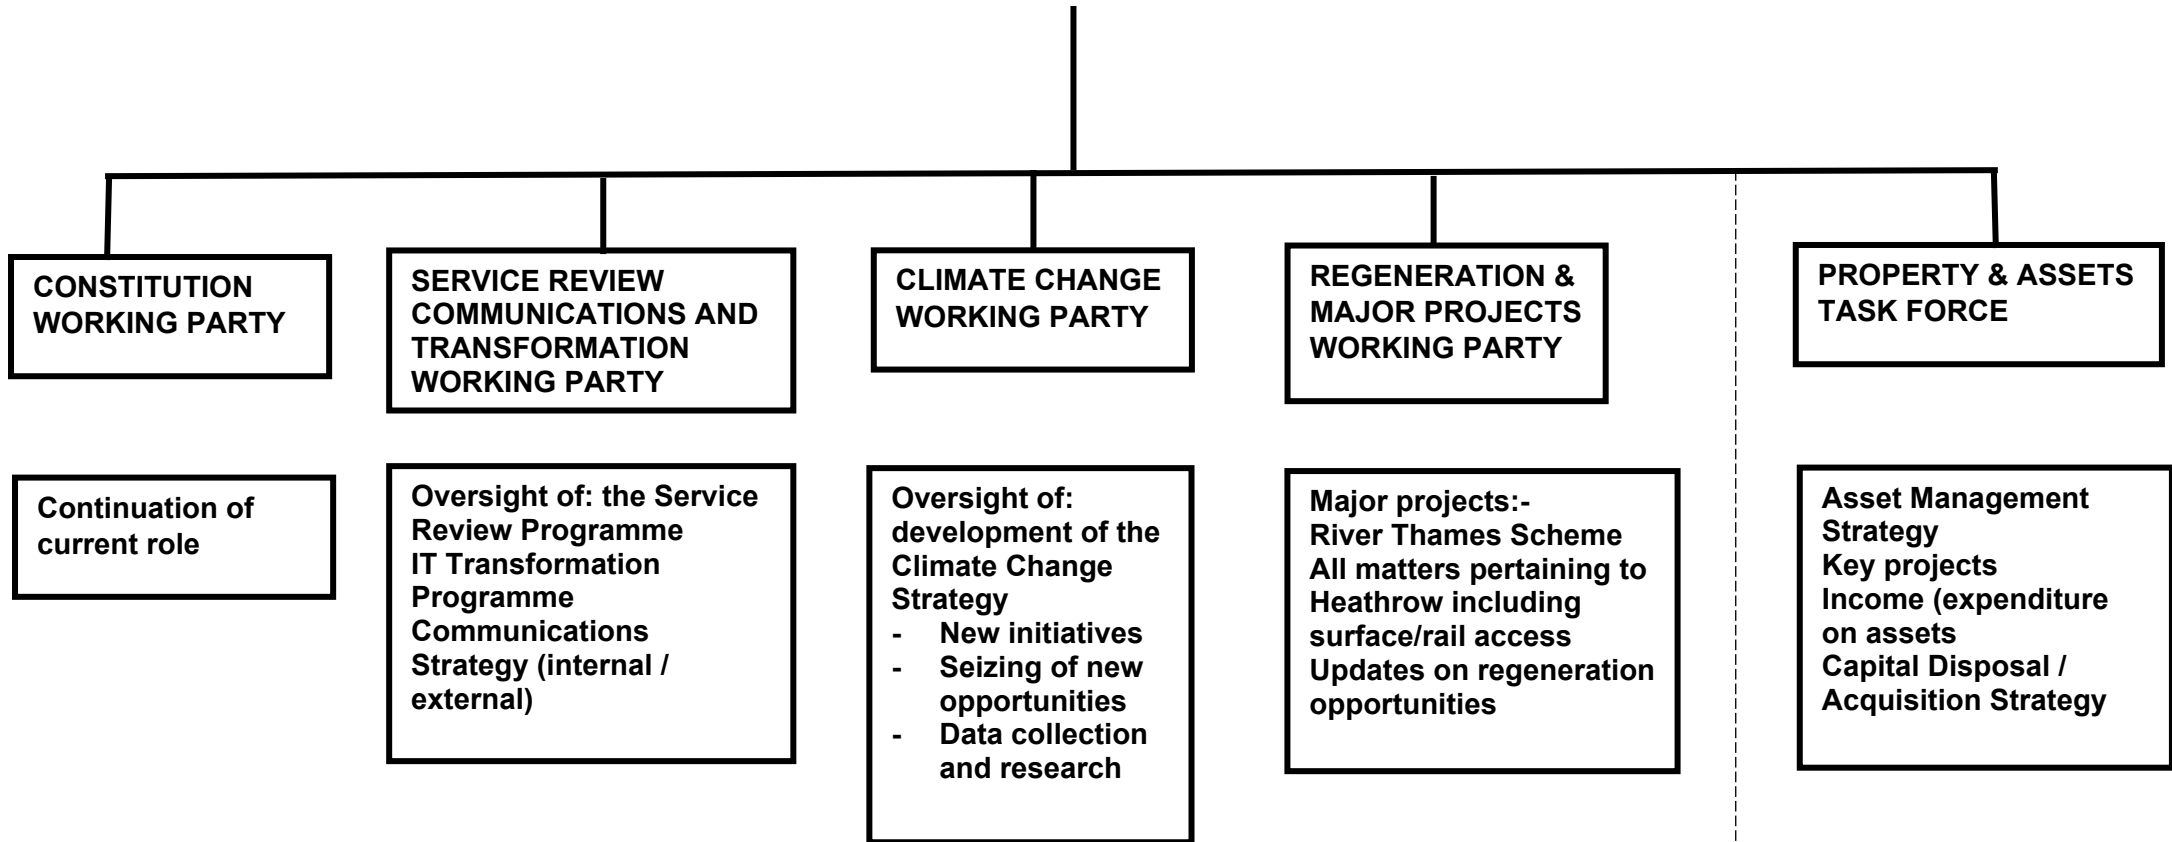 CONSTITUTION
WORKING PARTY
SERVICE REVIEW
COMMUNICATIONS AND
TRANSFORMATION
WORKING PARTY
CLIMATE CHANGE
WORKING PARTY
REGENERATION &
MAJOR PROJECTS
WORKING PARTY
PROPERTY & ASSETS
TASK FORCE
Continuation of
current role
Oversight of: the Service
Review Programme
IT Transformation
Programme
Communications
Strategy (internal /
external)
Oversight of:
development of the
Climate Change
Strategy
- New initiatives
- Seizing of new
opportunities
- Data collection
and research
Major projects:-
River Thames Scheme
All matters pertaining to
Heathrow including
surface/rail access
Updates on regeneration
opportunities
Asset Management
Strategy
Key projects
Income (expenditure
on assets
Capital Disposal /
Acquisition Strategy